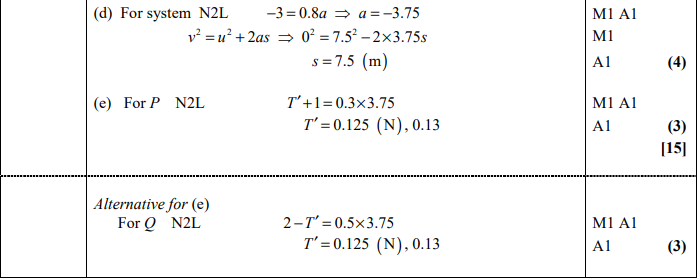 (d) For system N2L −3 = 0.8a ⇒ a = −3.75 M1 A1
v² = u² + 2as ⇒ 0² = 7.5² − 2×3.75s M1
s = 7.5 (m) A1 (4)
(e) For P N2L T′ + 1 = 0.3×3.75 M1 A1
T′ = 0.125 (N), 0.13 A1 (3)
[15]
Alternative for (e)
For Q N2L 2 − T′ = 0.5×3.75 M1 A1
T′ = 0.125 (N), 0.13 A1 (3)